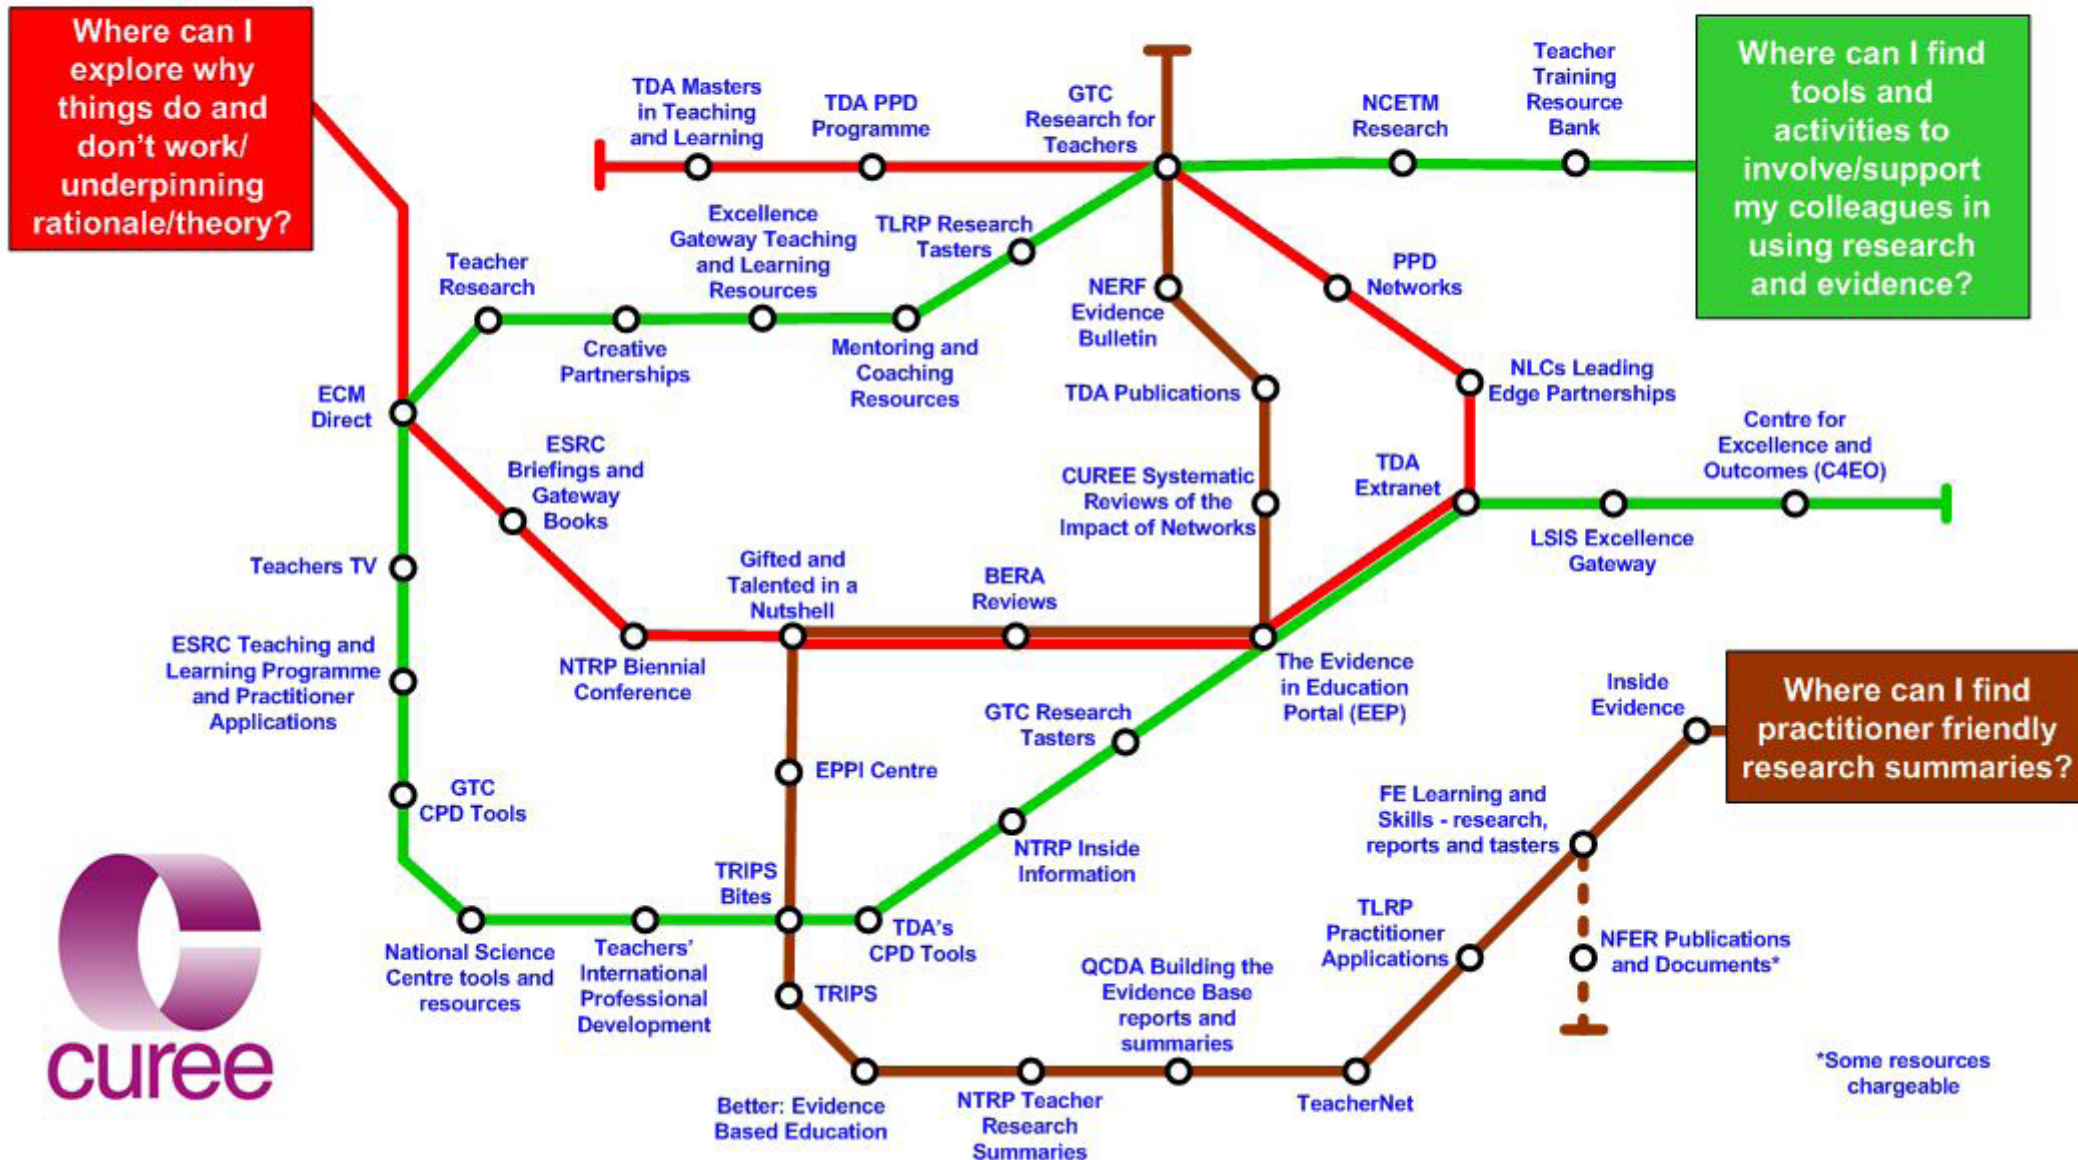 Where can I
explore why
things do and
don't work/
underpinning
rationale/theory?
TDA Masters
in Teaching
and Learning
TDA PPD
Programme
GTC
Research for
Teachers
NCETM
Research
Teacher
Training
Resource
Bank
Where can I find
tools and
activities to
involve/support
my colleagues in
using research
and evidence?
Teacher
Research
Excellence
Gateway Teaching
and Learning
Resources
TLRP Research
Tasters
Creative
Partnerships
Mentoring and
Coaching
Resources
NERF
Evidence
Bulletin
PPD
Networks
TDA Publications
NLCs Leading
Edge Partnerships
ECM
Direct
ESRC
Briefings and
Gateway
Books
CUREE Systematic
Reviews of the
Impact of Networks
TDA
Extranet
Centre for
Excellence and
Outcomes (C4EO)
LSIS Excellence
Gateway
Teachers TV
Gifted and
Talented in a
Nutshell
BERA
Reviews
ESRC Teaching and
Learning Programme
and Practitioner
Applications
NTRP Biennial
Conference
The Evidence
in Education
Portal (EEP)
GTC Research
Tasters
Inside
Evidence
Where can I find
practitioner friendly
research summaries?
EPPI Centre
GTC
CPD Tools
FE Learning and
Skills - research,
reports and tasters
NTRP Inside
Information
TRIPS
Bites
TDA's
CPD Tools
National Science
Centre tools and
resources
Teachers'
International
Professional
Development
TRIPS
QCDA Building the
Evidence Base
reports and
summaries
TLRP
Practitioner
Applications
NFER Publications
and Documents*
Better: Evidence
Based Education
NTRP Teacher
Research
Summaries
TeacherNet
*Some resources
chargeable
curee